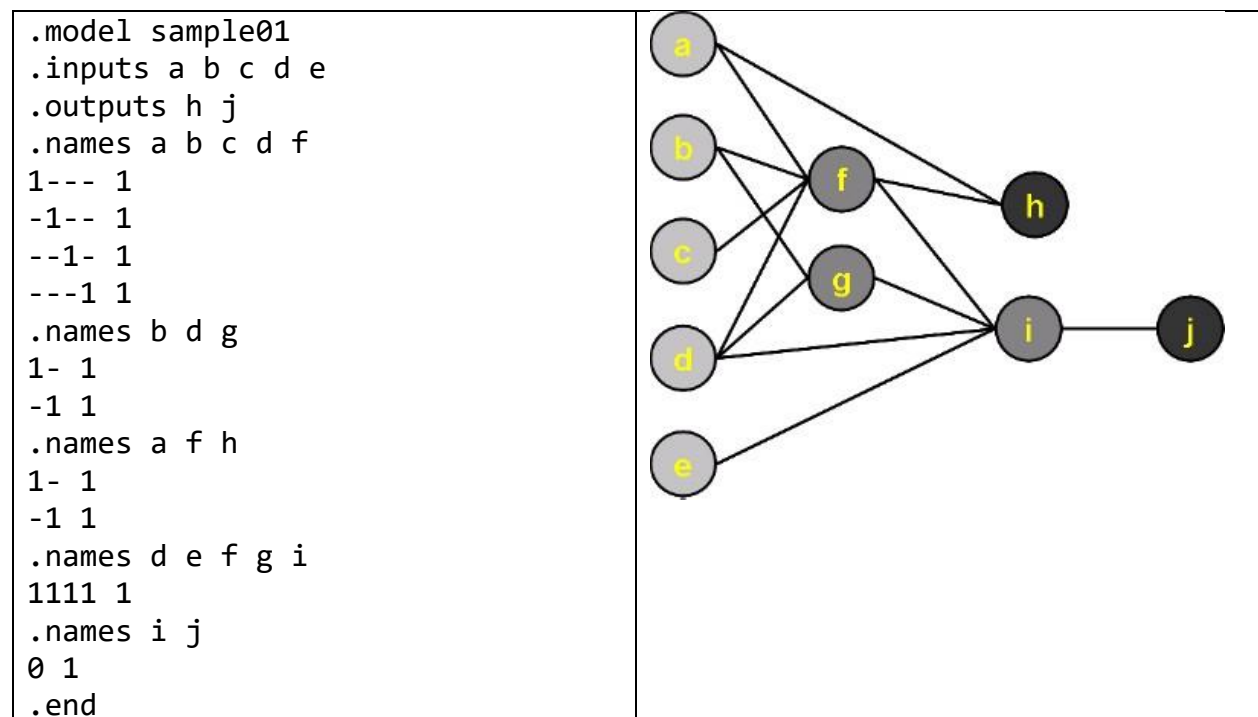 .model sample01
.inputs a b c d e
.outputs h j
.names a b c d f
1--- 1
-1-- 1
--1- 1
---1 1
.names b d g
1- 1
-1 1
.names a f h
1- 1
-1 1
.names d e f g i
1111 1
.names i j
0 1
.end
a
b
f
h
c
g
i
j
d
e